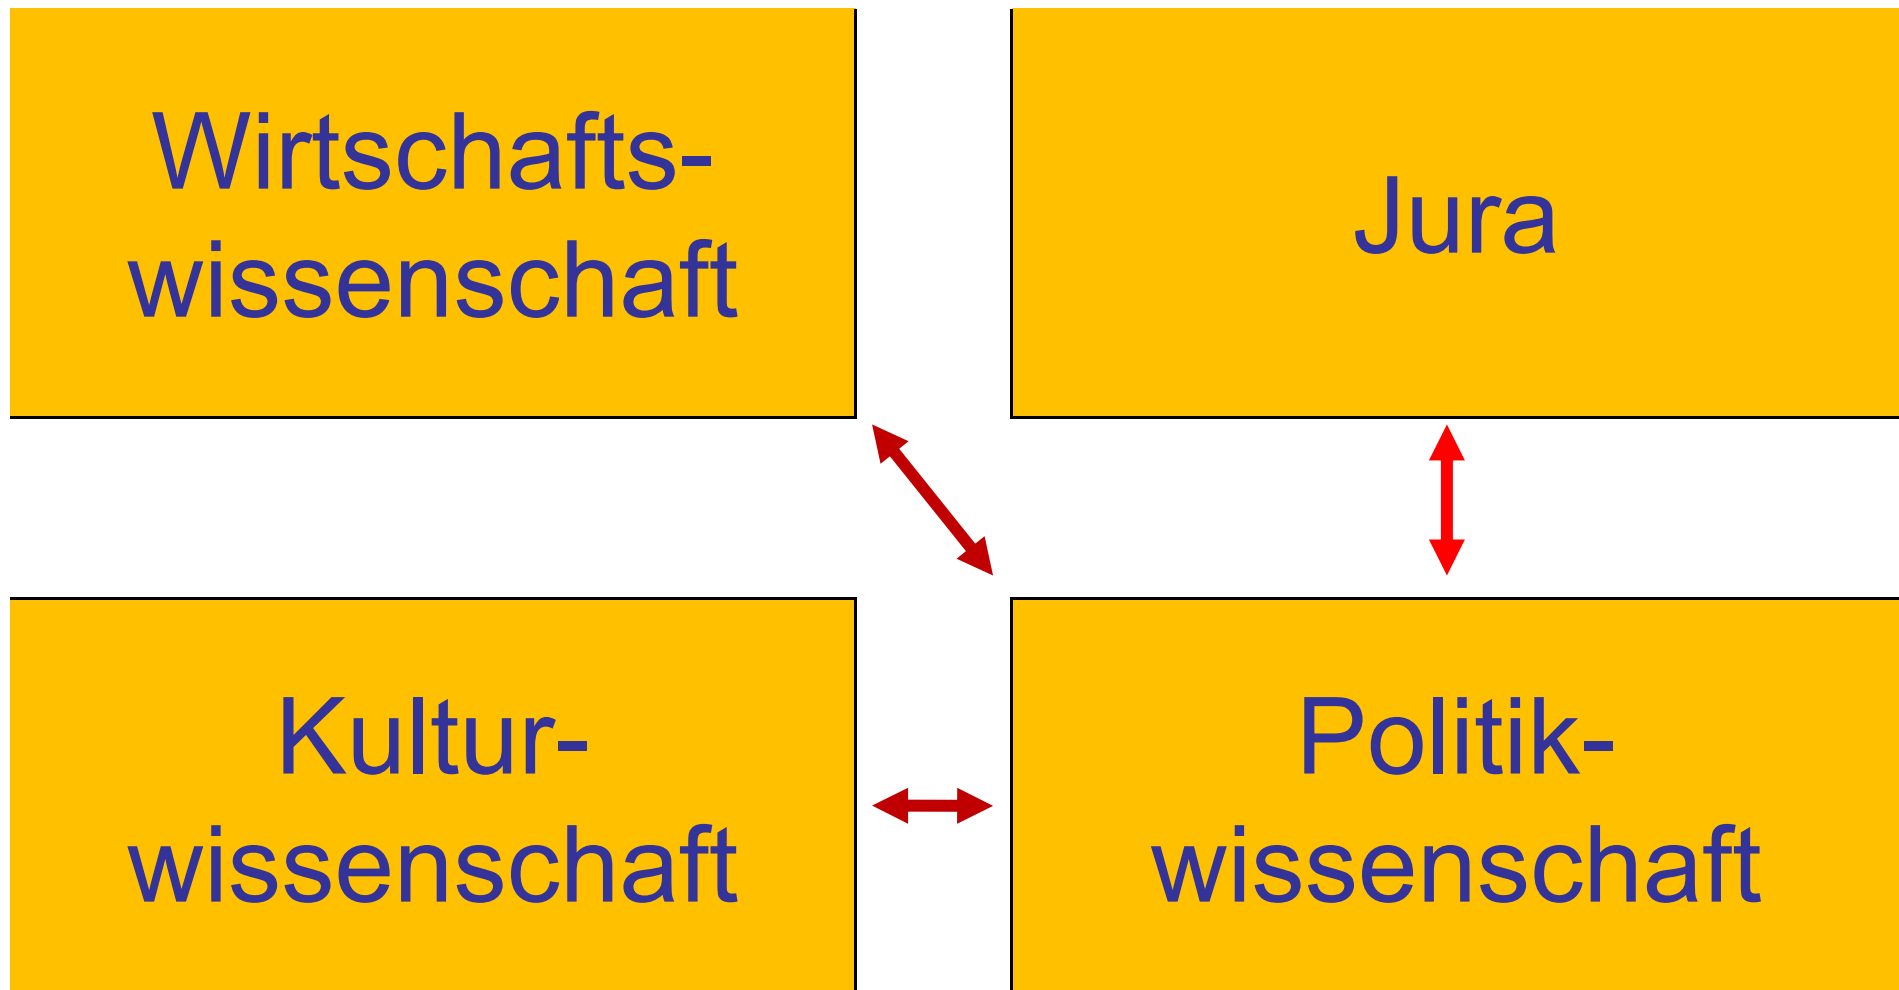 Wirtschafts-
wissenschaft
Jura
Kultur-
wissenschaft
Politik-
wissenschaft